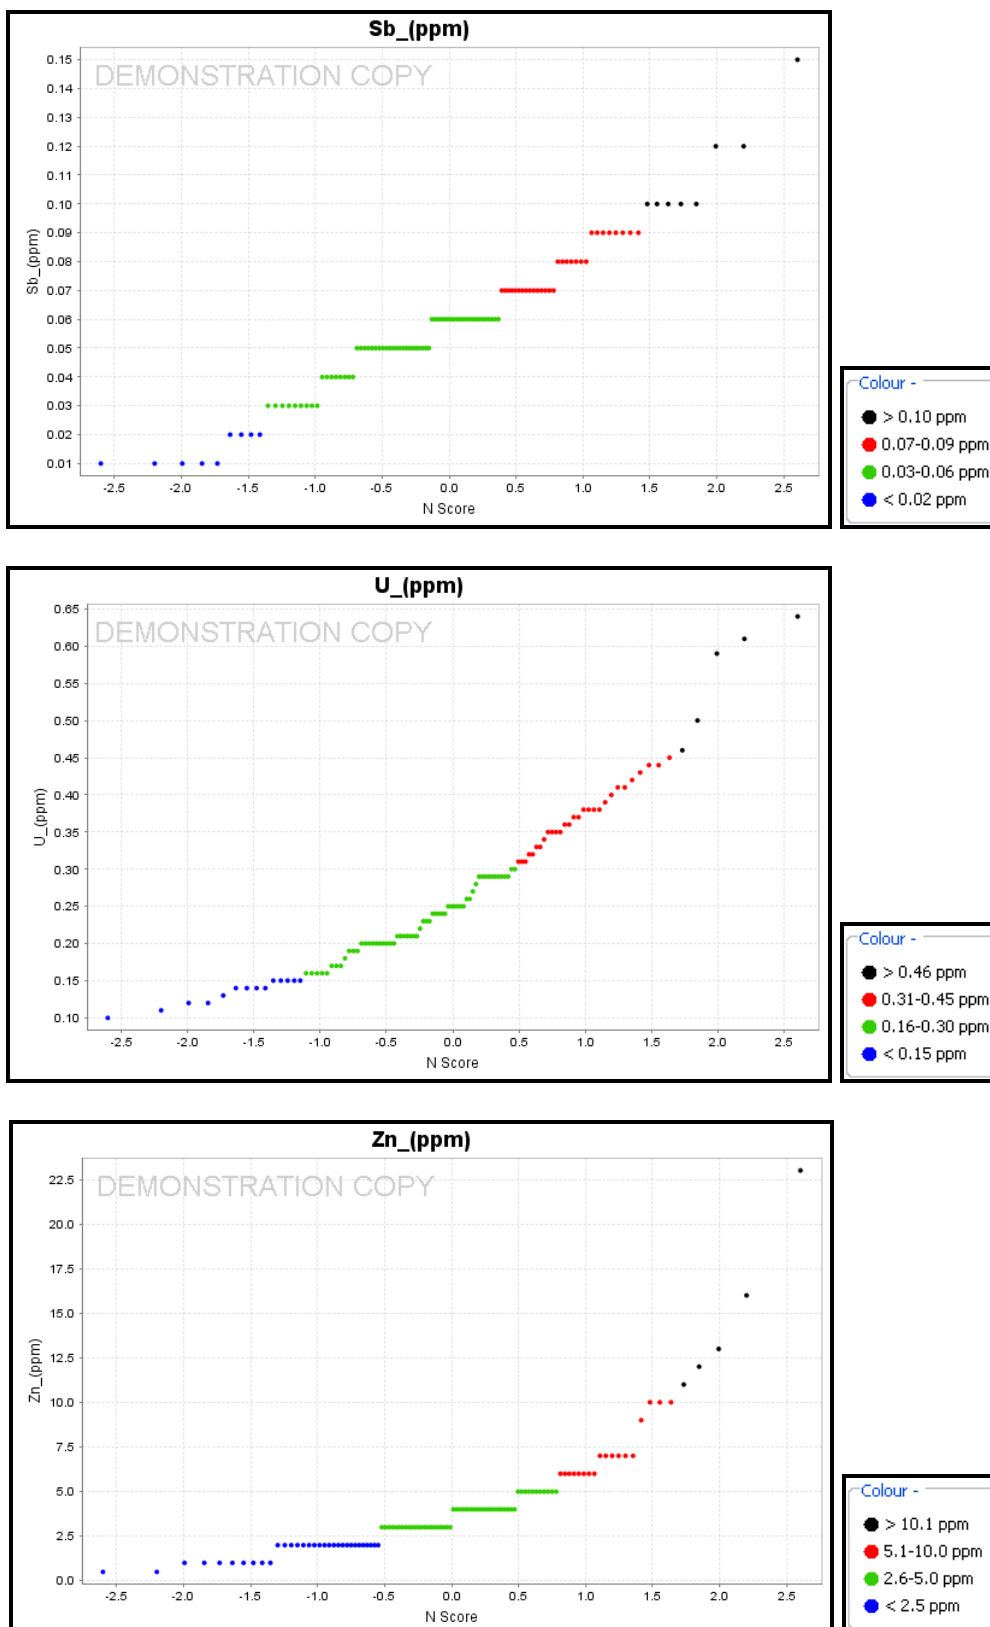 Sb_(ppm)
DEMONSTRATION COPY
0.15
0.14
0.13
0.12
0.11
0.10
0.09
0.08
0.07
0.06
0.05
0.04
0.03
0.02
0.01
Sb_(ppm)
-2.5 -2.0 -1.5 -1.0 -0.5 0.0 0.5 1.0 1.5 2.0 2.5
N Score
Colour -
> 0.10 ppm
0.07-0.09 ppm
0.03-0.06 ppm
< 0.02 ppm
U_(ppm)
DEMONSTRATION COPY
0.65
0.60
0.55
0.50
0.45
0.40
0.35
0.30
0.25
0.20
0.15
0.10
U_(ppm)
-2.5 -2.0 -1.5 -1.0 -0.5 0.0 0.5 1.0 1.5 2.0 2.5
N Score
Colour -
> 0.46 ppm
0.31-0.45 ppm
0.16-0.30 ppm
< 0.15 ppm
Zn_(ppm)
DEMONSTRATION COPY
22.5
20.0
17.5
15.0
12.5
10.0
7.5
5.0
2.5
0.0
Zn_(ppm)
-2.5 -2.0 -1.5 -1.0 -0.5 0.0 0.5 1.0 1.5 2.0 2.5
N Score
Colour -
> 10.1 ppm
5.1-10.0 ppm
2.6-5.0 ppm
< 2.5 ppm